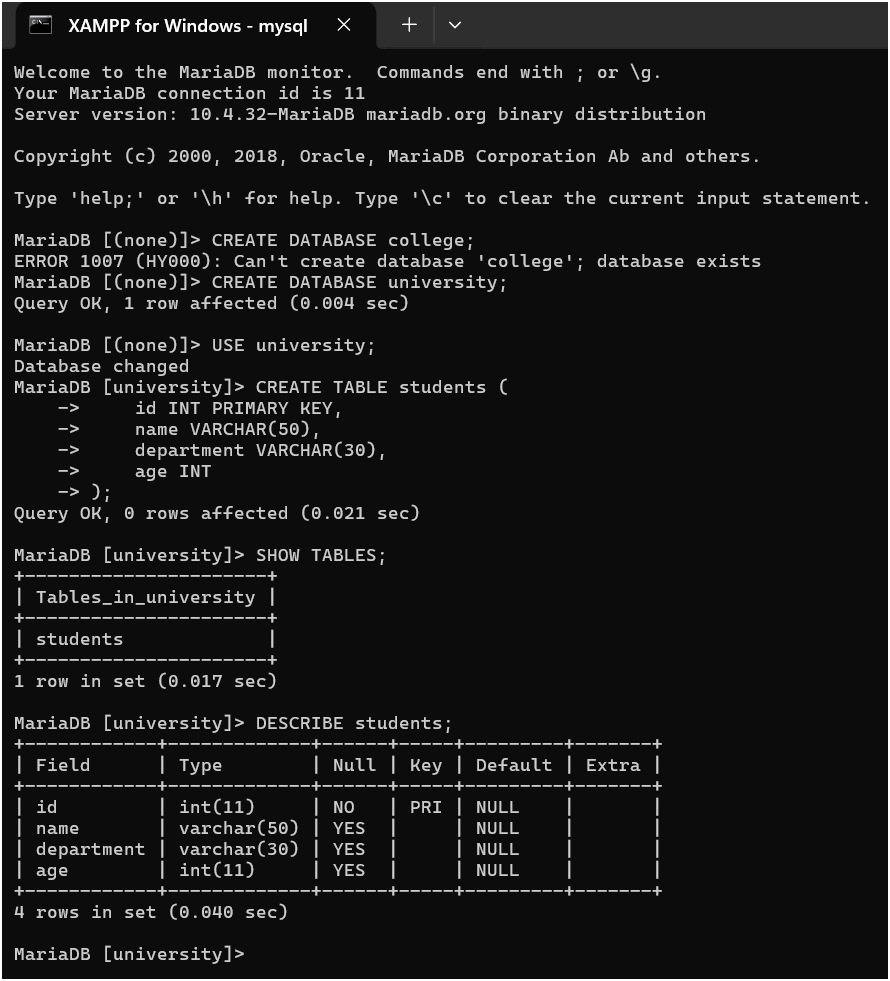 XAMPP for Windows - mysql
Welcome to the MariaDB monitor.  Commands end with ; or \g.
Your MariaDB connection id is 11
Server version: 10.4.32-MariaDB mariadb.org binary distribution

Copyright (c) 2000, 2018, Oracle, MariaDB Corporation Ab and others.

Type 'help;' or '\h' for help. Type '\c' to clear the current input statement.

MariaDB [(none)]> CREATE DATABASE college;
ERROR 1007 (HY000): Can't create database 'college'; database exists
MariaDB [(none)]> CREATE DATABASE university;
Query OK, 1 row affected (0.004 sec)

MariaDB [(none)]> USE university;
Database changed
MariaDB [university]> CREATE TABLE students (
    ->     id INT PRIMARY KEY,
    ->     name VARCHAR(50),
    ->     department VARCHAR(30),
    ->     age INT
    -> );
Query OK, 0 rows affected (0.021 sec)

MariaDB [university]> SHOW TABLES;
+----------------------+
| Tables_in_university |
+----------------------+
| students             |
+----------------------+
1 row in set (0.017 sec)

MariaDB [university]> DESCRIBE students;
+------------+-------------+------+-----+---------+-------+
| Field      | Type        | Null | Key | Default | Extra |
+------------+-------------+------+-----+---------+-------+
| id         | int(11)     | NO   | PRI | NULL    |       |
| name       | varchar(50) | YES  |     | NULL    |       |
| department | varchar(30) | YES  |     | NULL    |       |
| age        | int(11)     | YES  |     | NULL    |       |
+------------+-------------+------+-----+---------+-------+
4 rows in set (0.040 sec)

MariaDB [university]>